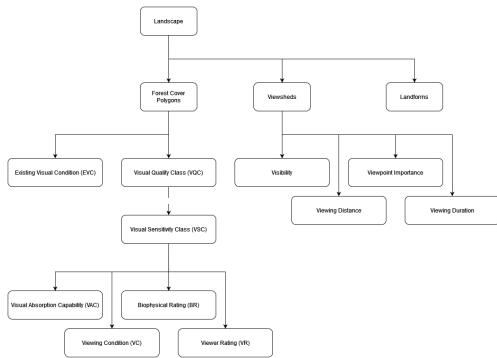 Landscape
Forest Cover
Polygons
Viewsheds
Landforms
Existing Visual Condition (EVC)
Visual Quality Class (VQC)
Visibility
Viewpoint Importance
Viewing Distance
Viewing Duration
Visual Sensitivity Class (VSC)
Visual Absorption Capability (VAC)
Biophysical Rating (BR)
Viewing Condition (VC)
Viewer Rating (VR)